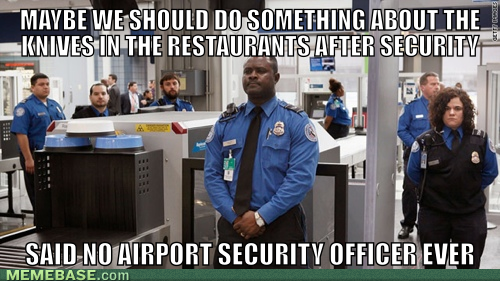 MAYBE WE SHOULD DO SOMETHING ABOUT THE
KNIVES IN THE RESTAURANTS AFTER SECURITY
SAID NO AIRPORT SECURITY OFFICER EVER
MEMEBASE.com